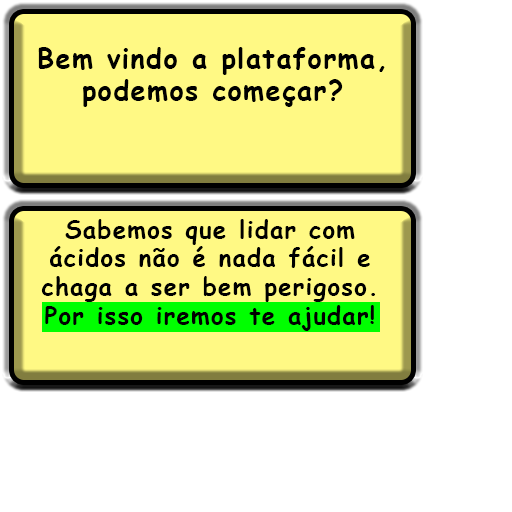 Bem vindo a plataforma,
podemos começar?
Sabemos que lidar com
ácidos não é nada fácil e
chaga a ser bem perigoso.
Por isso iremos te ajudar!